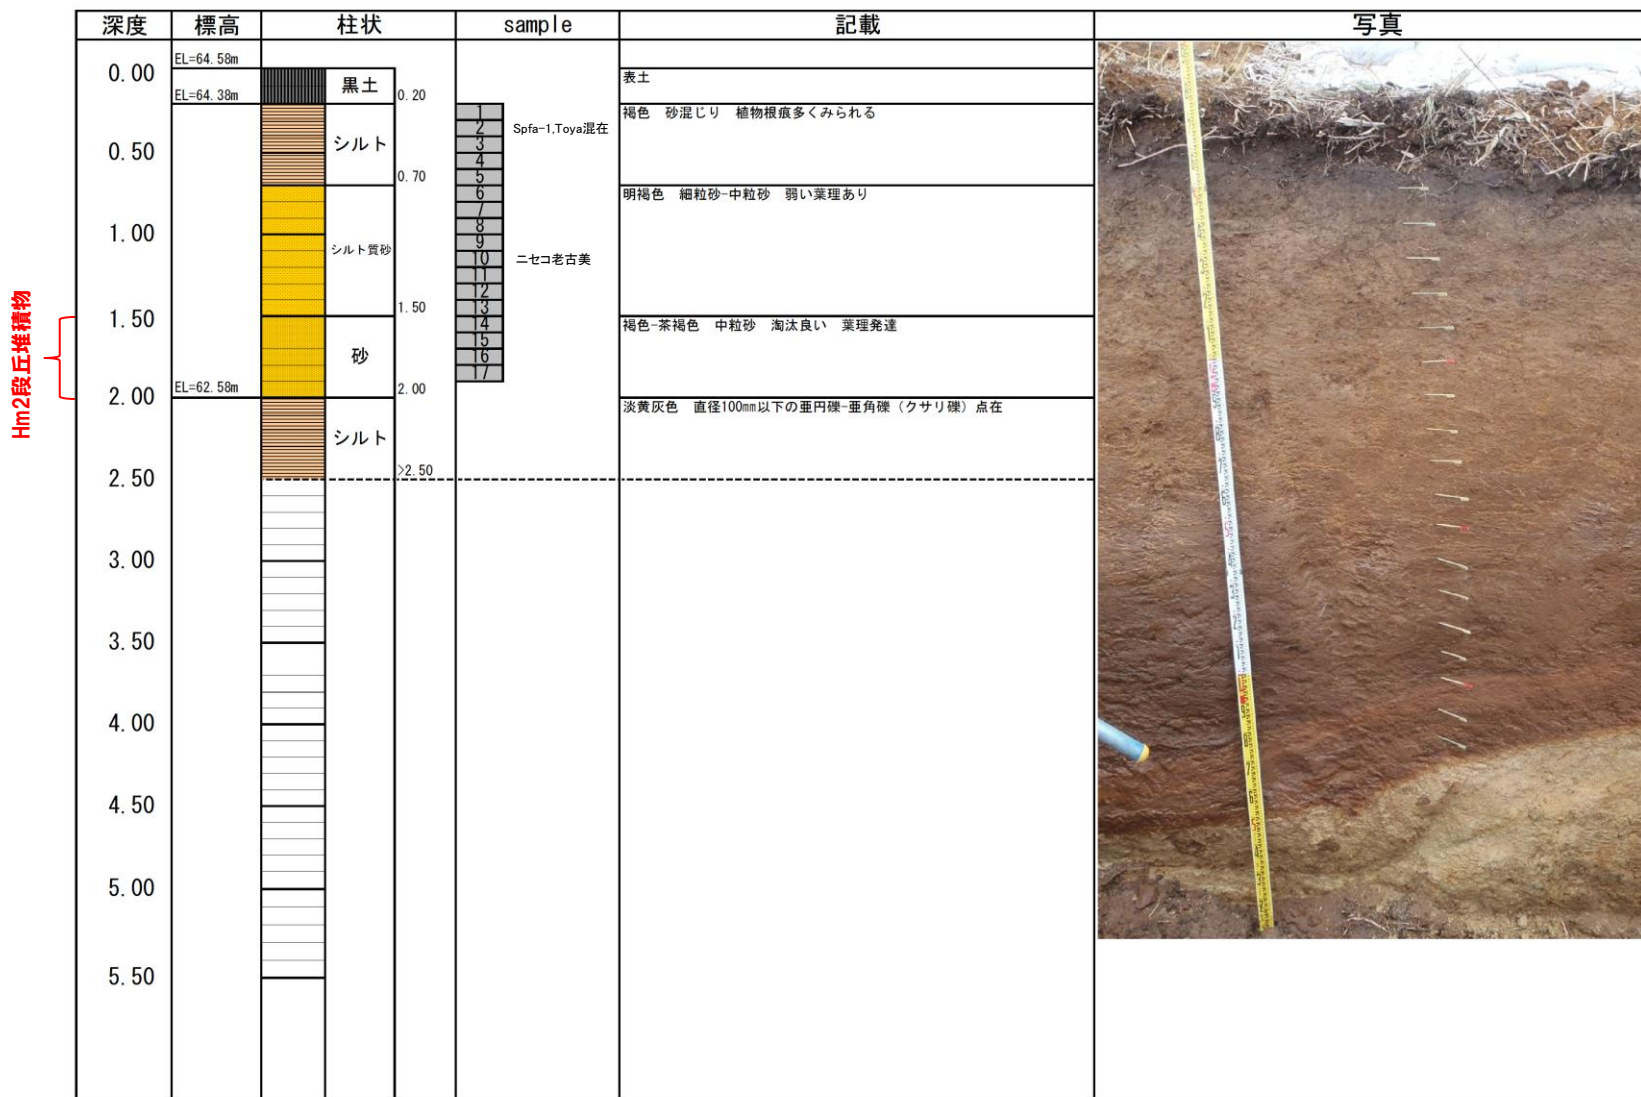 深度 標高 柱状 sample 記載 写真
EL=64.58m
0.00 黒土 表土
EL=64.38m 0.20
1 褐色 砂混じり 植物根痕多くみられる
2 Spfa-1,Toya混在
シルト 3
0.50 4
0.70 5
6 明褐色 細粒砂-中粒砂 弱い葉理あり
7
8
1.00 9
シルト質砂 10 ニセコ老古美
11
12
1.50 13
1.50 14 褐色-茶褐色 中粒砂 淘汰良い 葉理発達
15
砂 16
17
EL=62.58m 2.00
2.00
淡黄灰色 直径100mm以下の亜円礫-亜角礫（クサリ礫）点在
シルト
>2.50
2.50
3.00
3.50
4.00
4.50
5.00
5.50
Hm2段丘堆積物